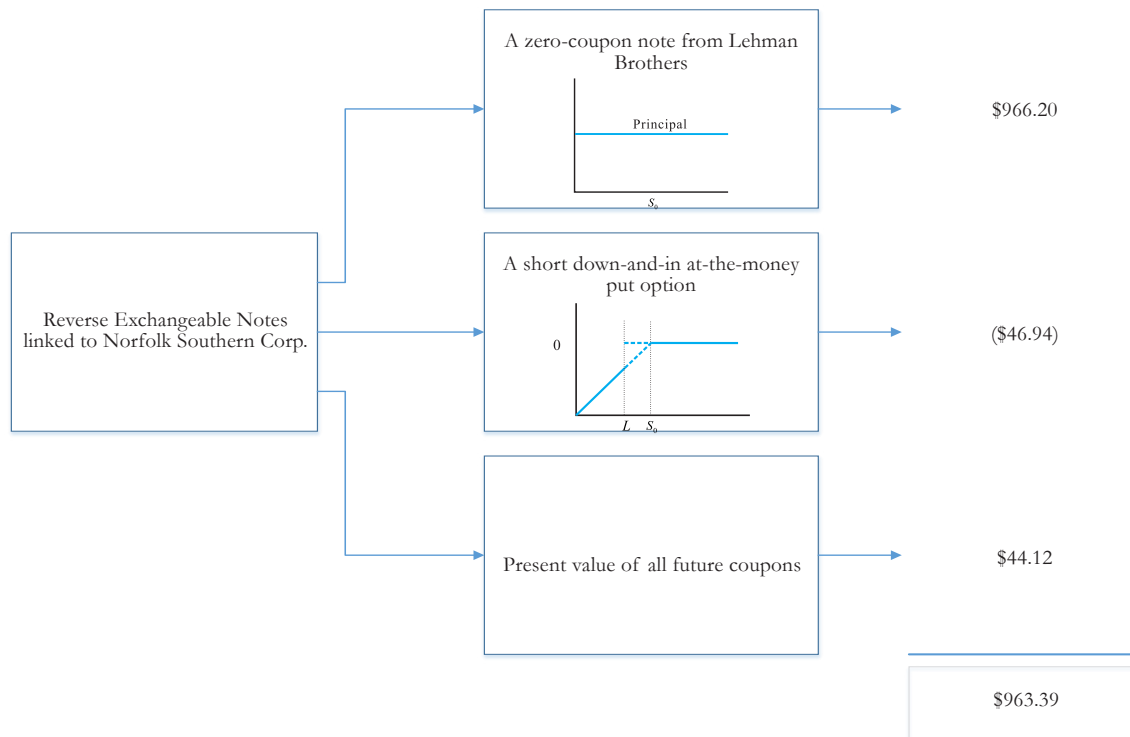 A zero-coupon note from Lehman
Brothers
Principal
S₀
$966.20
Reverse Exchangeable Notes
linked to Norfolk Southern Corp.
A short down-and-in at-the-money
put option
0
L S₀
($46.94)
Present value of all future coupons
$44.12
$963.39